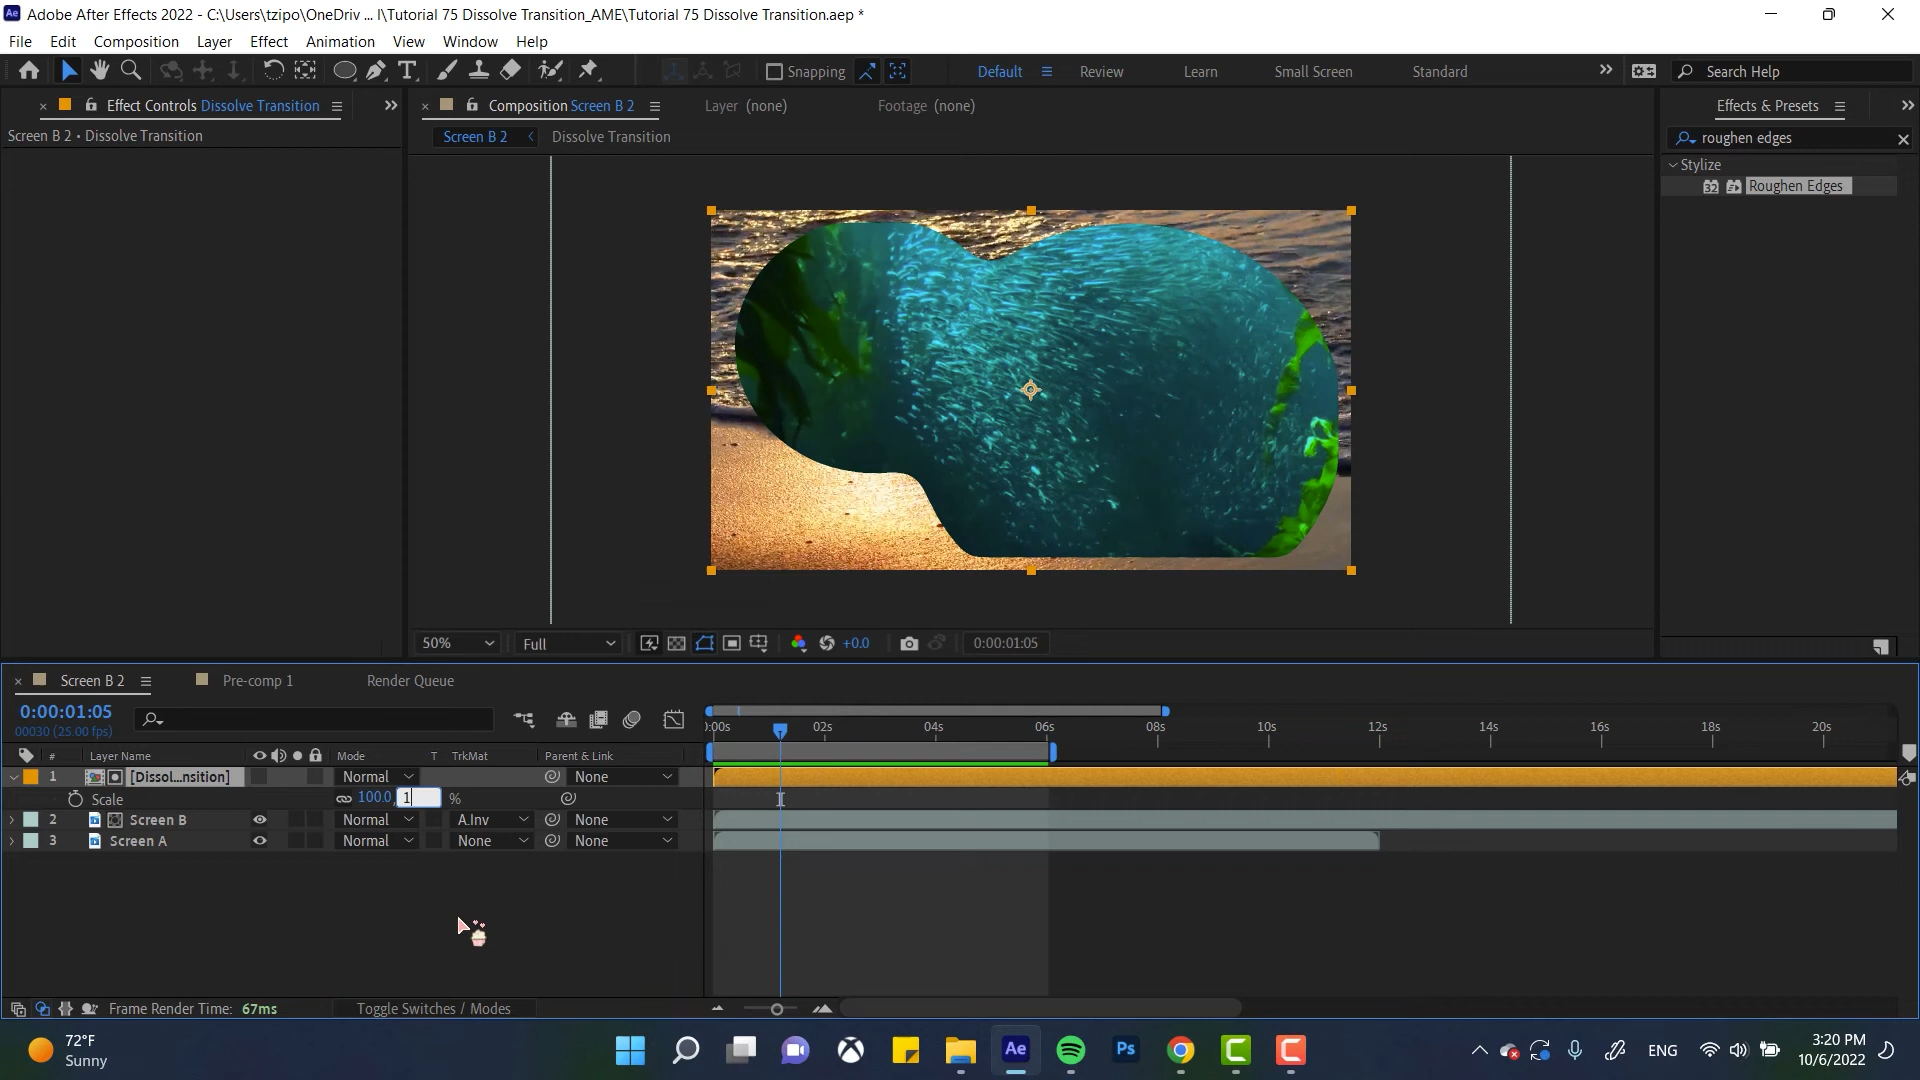 Ae Adobe After Effects 2022 - C:\Users\tzipo\OneDriv ... l\Tutorial 75 Dissolve Transition_AME\Tutorial 75 Dissolve Transition.aep *
File Edit Composition Layer Effect Animation View Window Help
T Snapping Default Review Learn Small Screen Standard Search Help
Effect Controls Dissolve Transition Composition Screen B 2 Layer (none) Footage (none) Effects & Presets
Screen B 2 • Dissolve Transition Screen B 2 Dissolve Transition roughen edges
Stylize
32 Roughen Edges
50% Full +0.0 0:00:01:05
Screen B 2 Pre-comp 1 Render Queue
0:00:01:05
00030 (25.00 fps)
):00s 02s 04s 06s 08s 10s 12s 14s 16s 18s 20s
# Layer Name Mode T TrkMat Parent & Link
1 [Dissol...nsition] Normal None
Scale 100.0, 1 %
2 Screen B Normal A.Inv None
3 Screen A Normal None None
Frame Render Time: 67ms Toggle Switches / Modes
72°F
Sunny
Ae Ps ENG
3:20 PM
10/6/2022